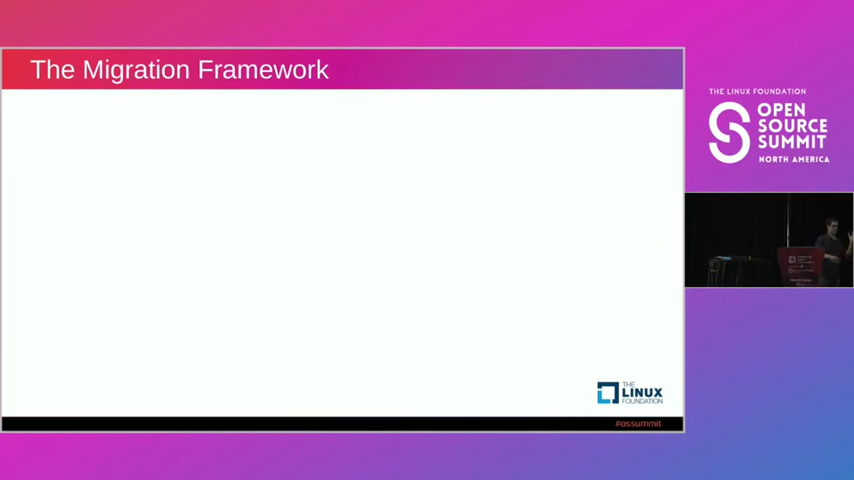 The Migration Framework
THE LINUX FOUNDATION
OPEN
SOURCE
SUMMIT
NORTH AMERICA
THE
LINUX
FOUNDATION
#ossummit